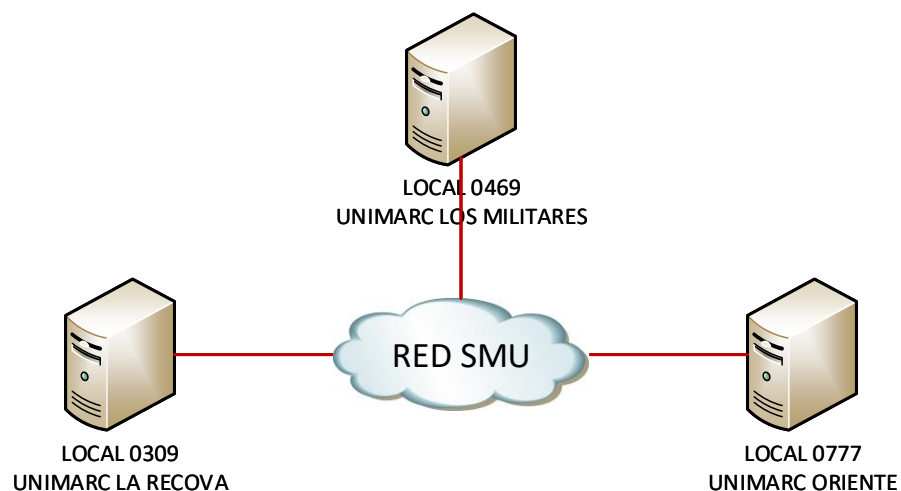 LOCAL 0469
UNIMARC LOS MILITARES
RED SMU
LOCAL 0309
UNIMARC LA RECOVA
LOCAL 0777
UNIMARC ORIENTE